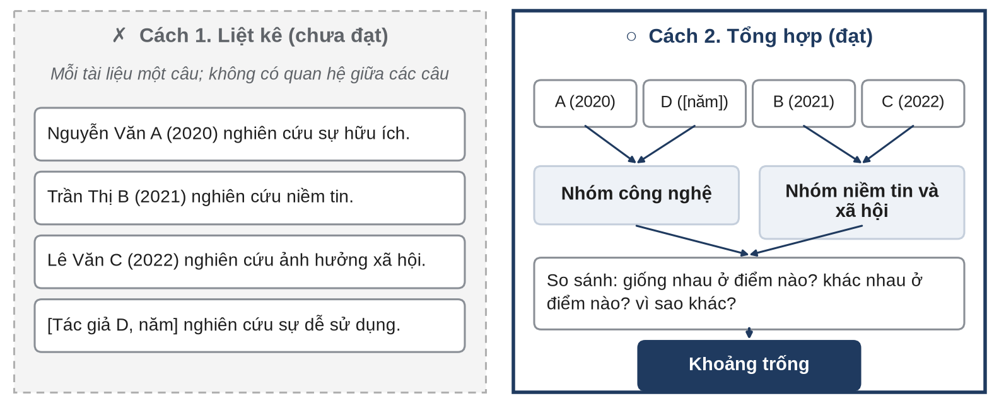 ✗ Cách 1. Liệt kê (chưa đạt)
Mỗi tài liệu một câu; không có quan hệ giữa các câu
Nguyễn Văn A (2020) nghiên cứu sự hữu ích.
Trần Thị B (2021) nghiên cứu niềm tin.
Lê Văn C (2022) nghiên cứu ảnh hưởng xã hội.
[Tác giả D, năm] nghiên cứu sự dễ sử dụng.
○ Cách 2. Tổng hợp (đạt)
A (2020)
D ([năm])
B (2021)
C (2022)
Nhóm công nghệ
Nhóm niềm tin và
xã hội
So sánh: giống nhau ở điểm nào? khác nhau ở
điểm nào? vì sao khác?
Khoảng trống